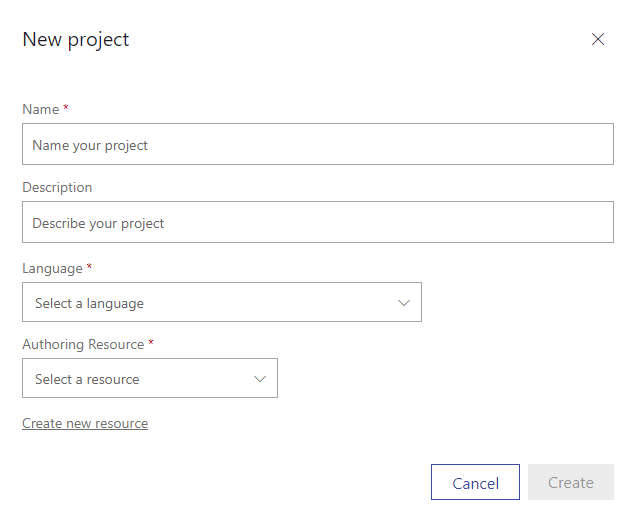 New project
Name *
Name your project
Description
Describe your project
Language *
Select a language
Authoring Resource *
Select a resource
Create new resource
Cancel
Create